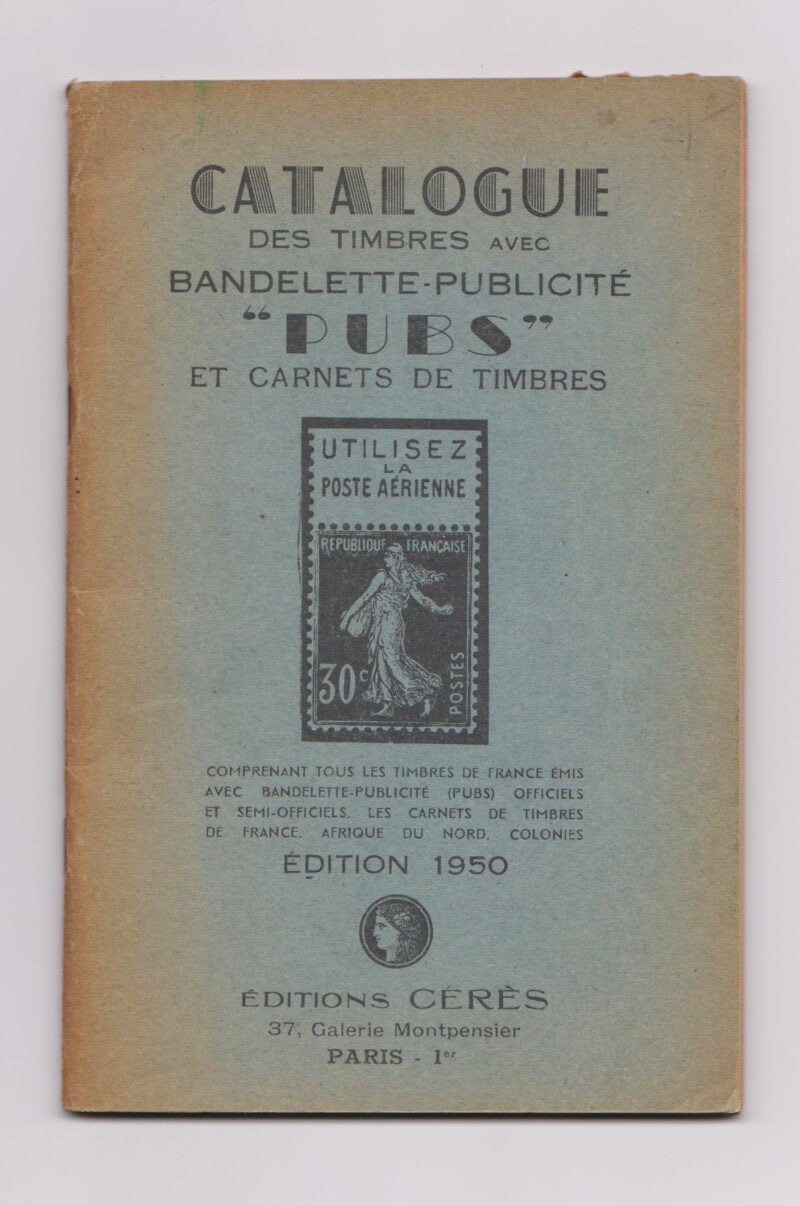 CATALOGUE
DES TIMBRES AVEC
BANDELETTE-PUBLICITÉ
“PUBS”
ET CARNETS DE TIMBRES
UTILISEZ
LA
POSTE AÉRIENNE
REPUBLIQUE FRANÇAISE
30c
POSTES
COMPRENANT TOUS LES TIMBRES DE FRANCE ÉMIS
AVEC BANDELETTE-PUBLICITÉ (PUBS) OFFICIELS
ET SEMI-OFFICIELS. LES CARNETS DE TIMBRES
DE FRANCE. AFRIQUE DU NORD. COLONIES
ÉDITION 1950
ÉDITIONS CÉRÈS
37, Galerie Montpensier
PARIS - 1er